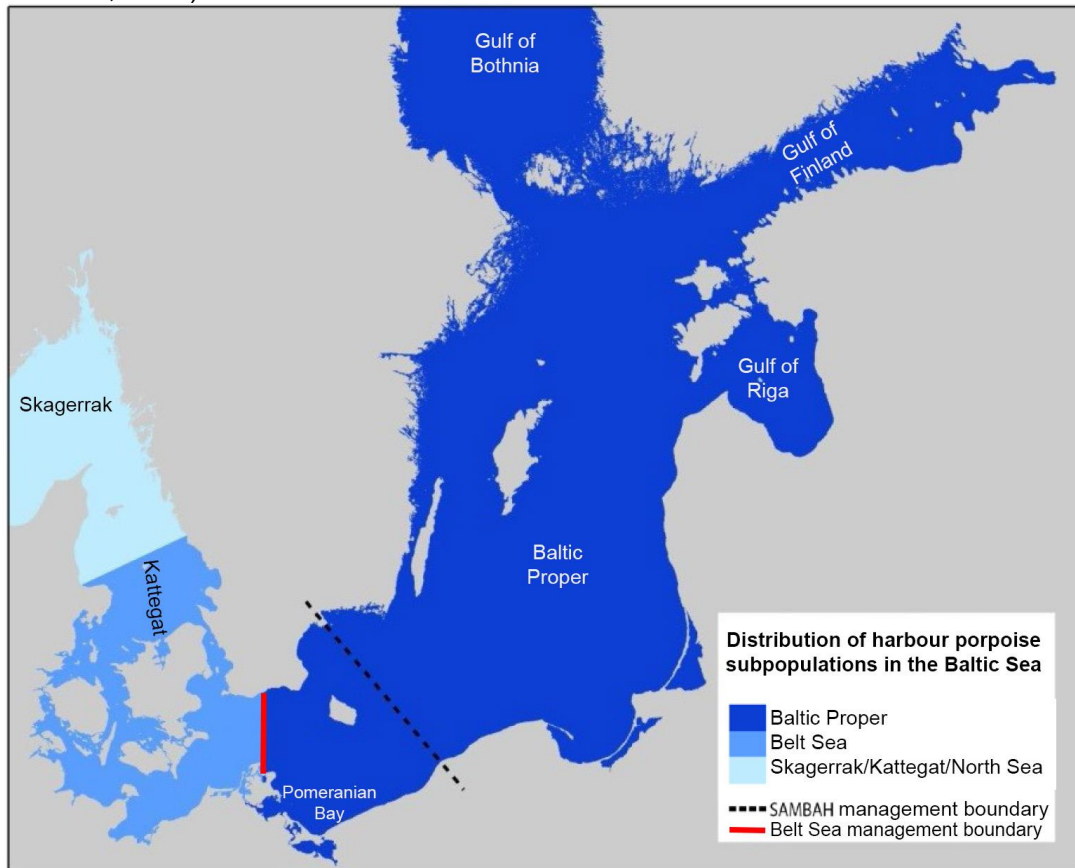 Gulf of
Bothnia
Gulf of
Finland
Skagerrak
Gulf of
Riga
Kattegat
Baltic
Proper
Pomeranian
Bay
Distribution of harbour porpoise
subpopulations in the Baltic Sea
Baltic Proper
Belt Sea
Skagerrak/Kattegat/North Sea
SAMBAH management boundary
Belt Sea management boundary